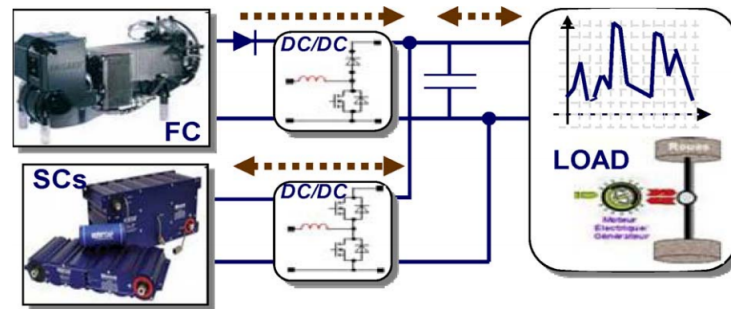 DC/DC
FC
SCs
DC/DC
LOAD
Roues
Moteur
Electrique/
Générateur